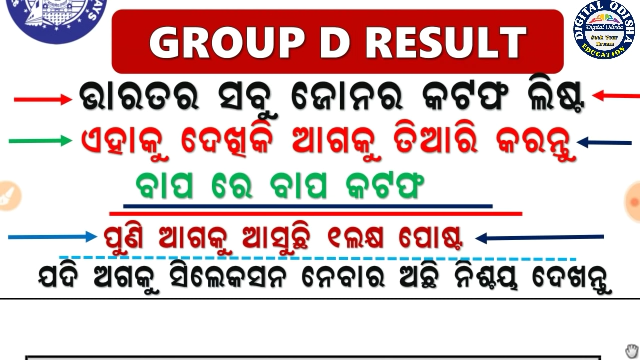 GROUP D RESULT
DIGITAL ODISHA
EDUCATION
ଭାରତର ସବୁ ଜୋନର କଟଫ ଲିଷ୍ଟ
ଏହାକୁ ଦେଖିକି ଆଗକୁ ତିଆରି କରନ୍ତୁ
ବାପ ରେ ବାପ କଟଫ
ପୁଣି ଆଗକୁ ଆସୁଛି ୧ଲକ୍ଷ ପୋଷ୍ଟ
ଯଦି ଅଗକୁ ସିଲେକସନ ନେବାର ଅଛି ନିଶ୍ଚୟ ଦେଖନ୍ତୁ